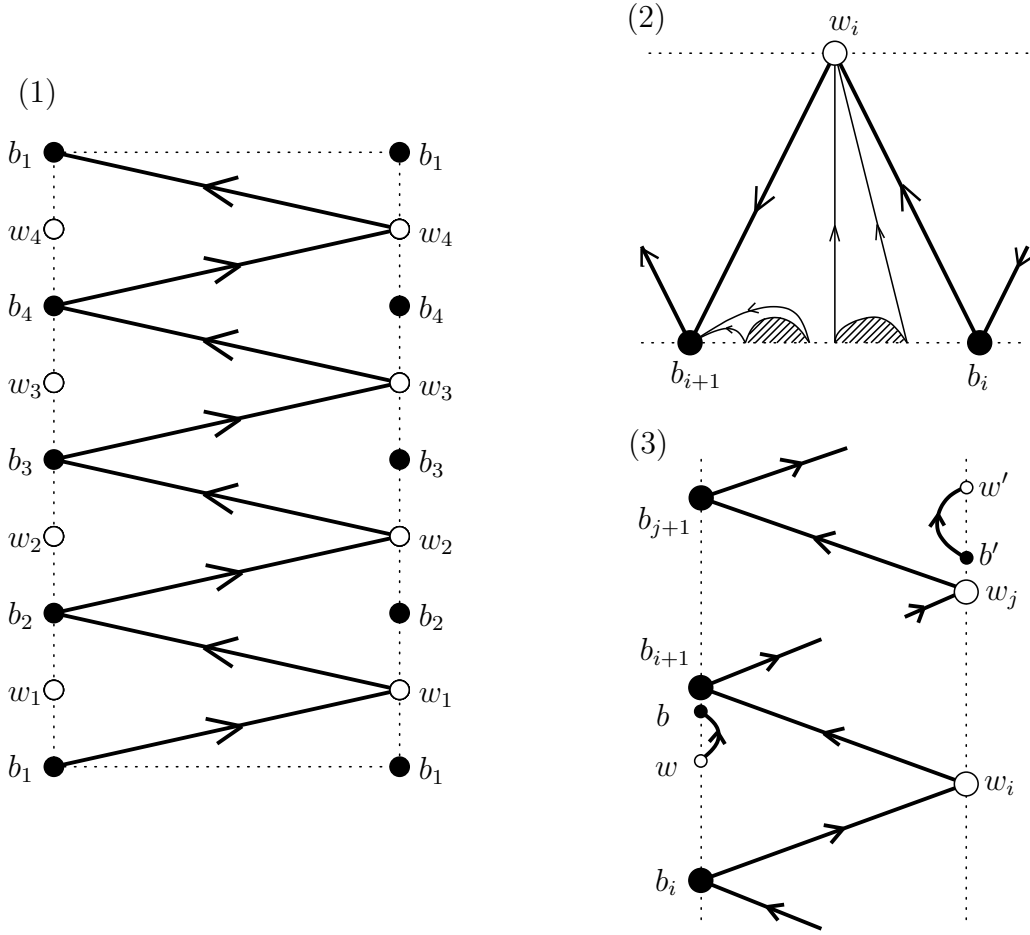 (1)
b₁ b₁
w₄ w₄
b₄ b₄
w₃ w₃
b₃ b₃
w₂ w₂
b₂ b₂
w₁ w₁
b₁ b₁
(2)
wᵢ
bᵢ₊₁ bᵢ
(3)
w′
bⱼ₊₁
b′
wⱼ
bᵢ₊₁
b
w
wᵢ
bᵢ